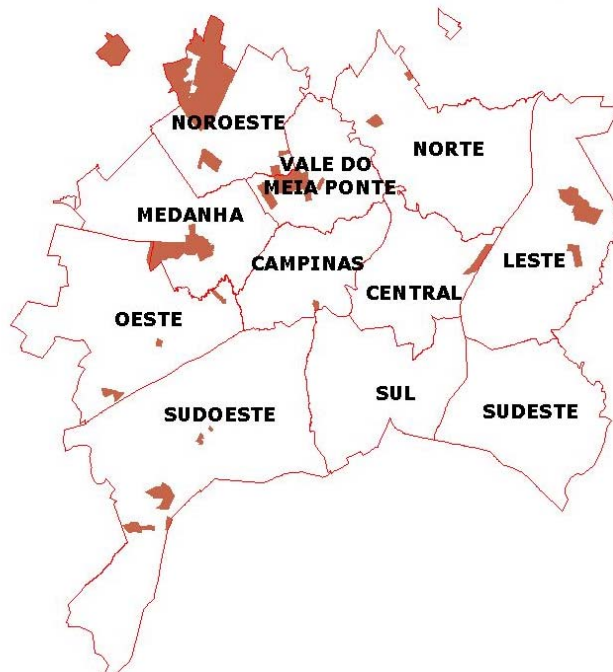 NOROESTE
NORTE
VALE DO
MEIA PONTE
MEDANHA
CAMPINAS
LESTE
CENTRAL
OESTE
SUL
SUDOESTE
SUDESTE